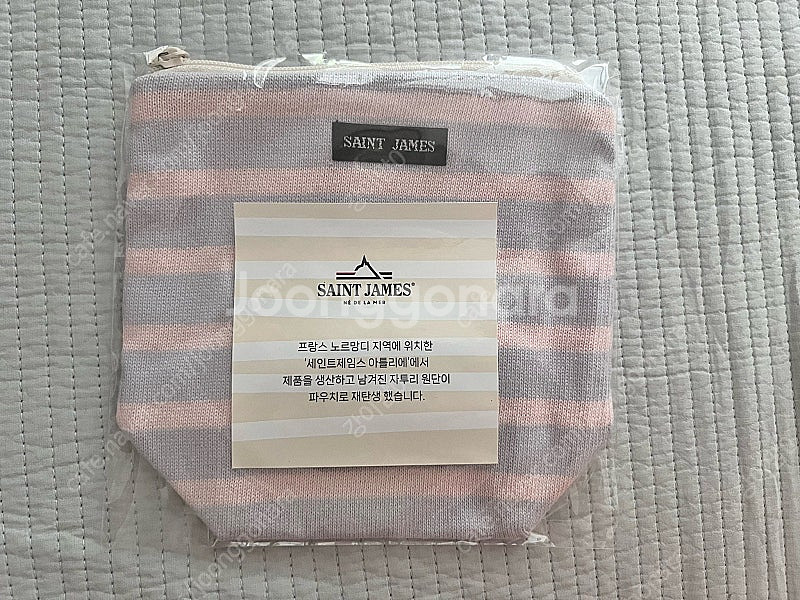 SAINT JAMES
SAINT JAMES®
NÉ DE LA MER
Joonggonara
프랑스 노르망디 지역에 위치한
'세인트제임스 아틀리에'에서
제품을 생산하고 남겨진 자투리 원단이
파우치로 재탄생 했습니다.